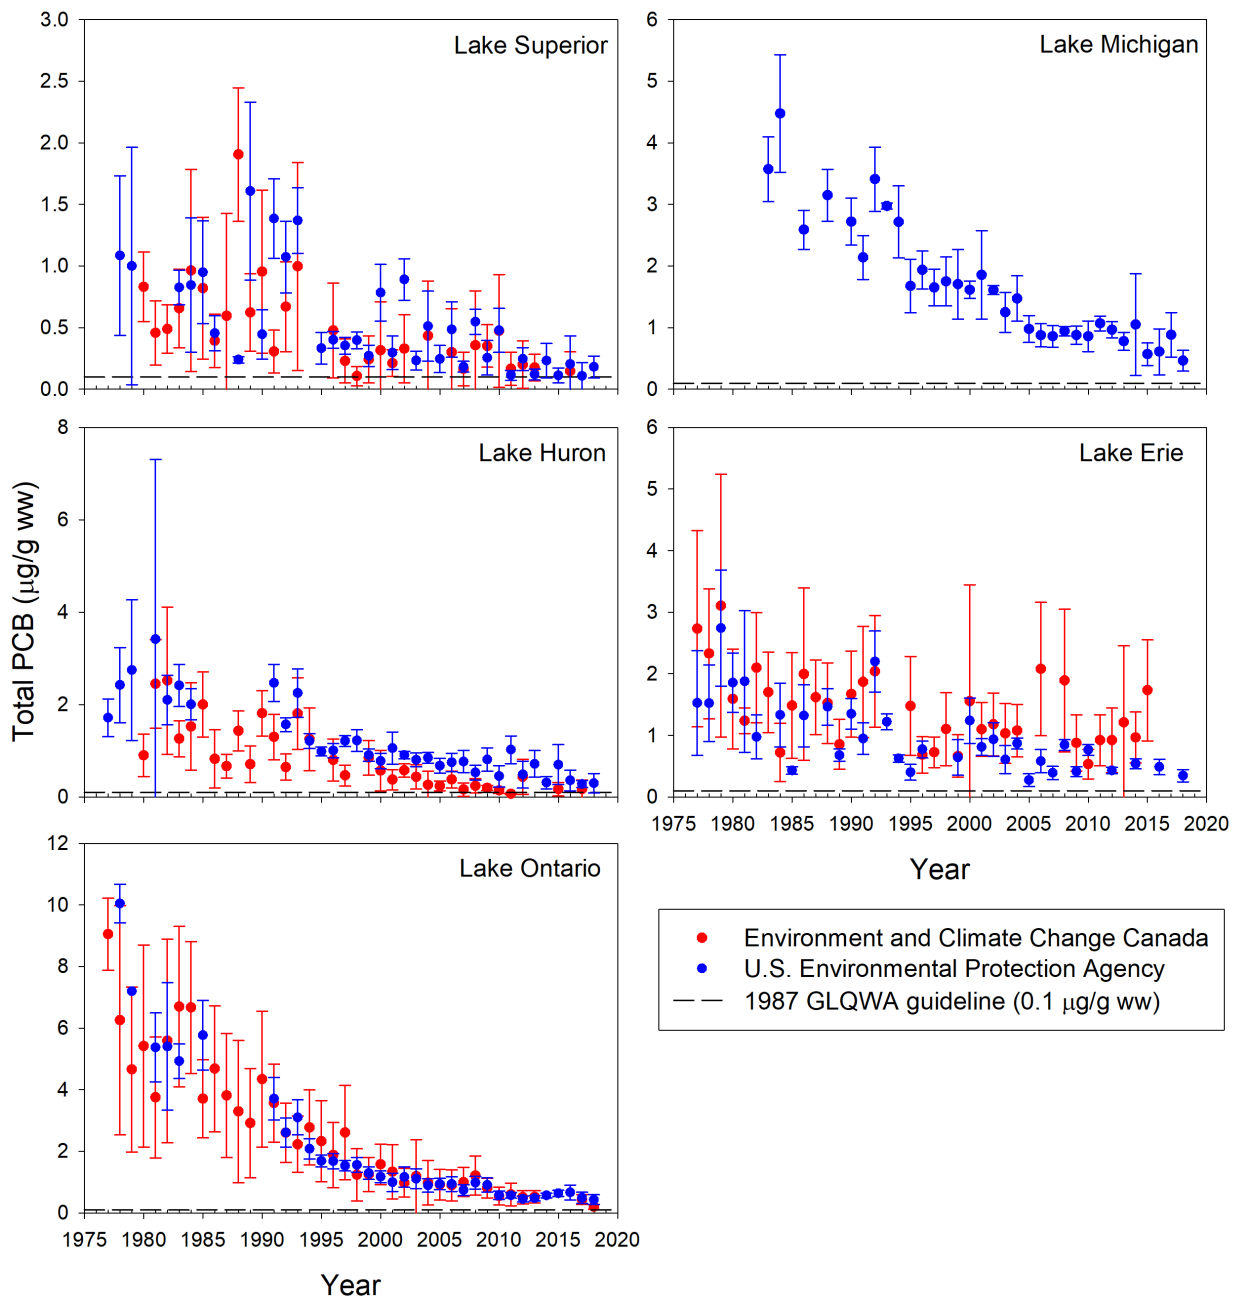 Total PCB (µg/g ww)
3.0
2.5
2.0
1.5
1.0
0.5
0.0
Lake Superior
6
5
4
3
2
1
0
Lake Michigan
8
6
4
2
0
Lake Huron
6
5
4
3
2
1
0
Lake Erie
1975 1980 1985 1990 1995 2000 2005 2010 2015 2020
Year
12
10
8
6
4
2
0
Lake Ontario
1975 1980 1985 1990 1995 2000 2005 2010 2015 2020
Year
Environment and Climate Change Canada
U.S. Environmental Protection Agency
1987 GLQWA guideline (0.1 µg/g ww)